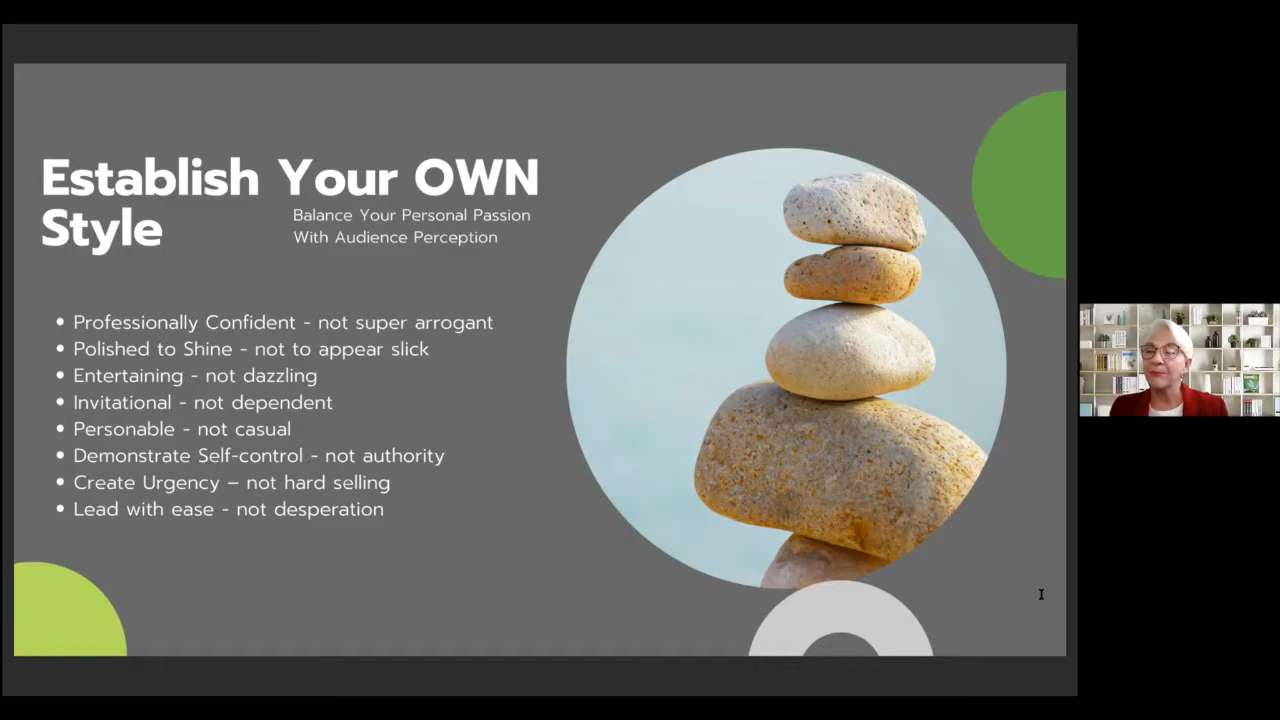 Establish Your OWN
Style
Balance Your Personal Passion
With Audience Perception
• Professionally Confident - not super arrogant
• Polished to Shine - not to appear slick
• Entertaining - not dazzling
• Invitational - not dependent
• Personable - not casual
• Demonstrate Self-control - not authority
• Create Urgency – not hard selling
• Lead with ease - not desperation